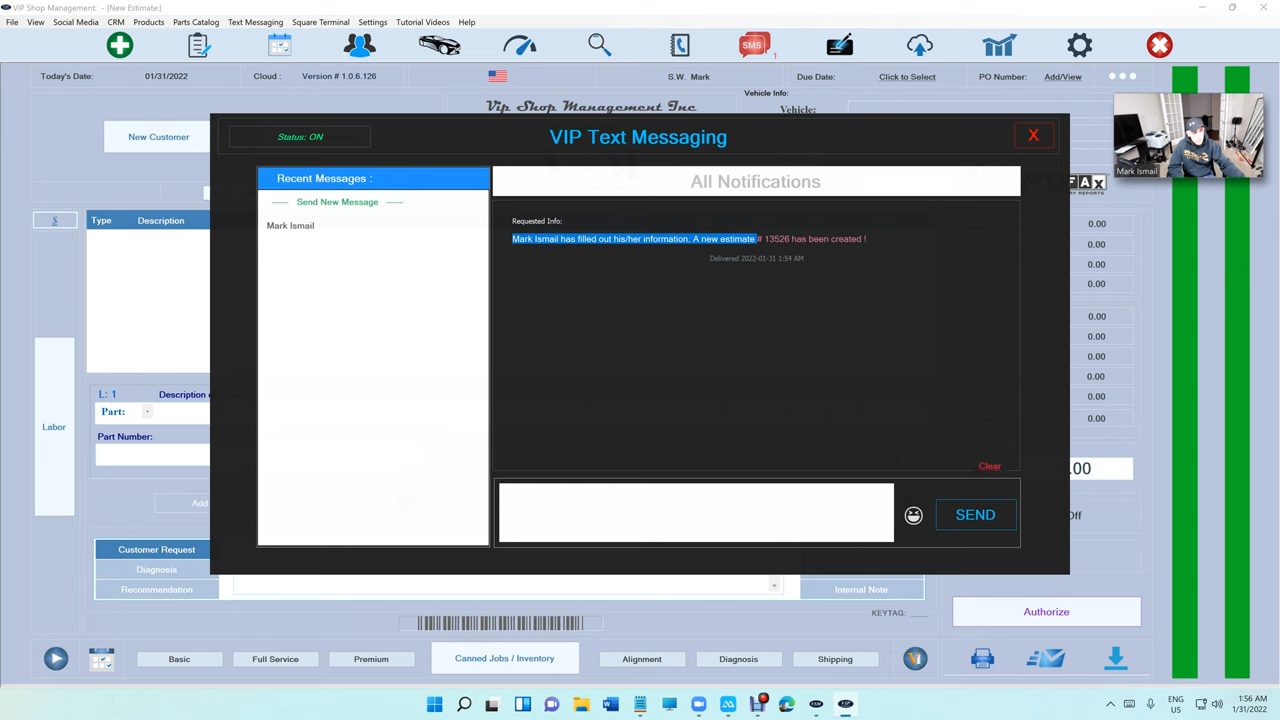 VIP Shop Management: - [New Estimate:]
File View Social Media CRM Products Parts Catalog Text Messaging Square Terminal Settings Tutorial Videos Help
SMS 1
Today's Date: 01/31/2022 Cloud : Version # 1.0.6.126 S.W. Mark Due Date: Click to Select PO Number: Add/View
Vip Shop Management Inc
Vehicle Info:
Vehicle:
New Customer
Status: ON
VIP Text Messaging
X
Mark Ismail
Recent Messages :
All Notifications
Send New Message
Mark Ismail
Requested Info:
Mark Ismail has filled out his/her information. A new estimate # 13526 has been created !
Delivered 2022-01-31 1:54 AM
S
Type Description
0.00
0.00
0.00
0.00
0.00
0.00
0.00
0.00
0.00
0.00
L: 1 Description
Part:
Labor
Part Number:
Clear
.00
Add
SEND
Off
Customer Request
Diagnosis
Recommendation
Internal Note
KEYTAG:
Authorize
Basic Full Service Premium Canned Jobs / Inventory Alignment Diagnosis Shipping
ENG
US
1:56 AM
1/31/2022